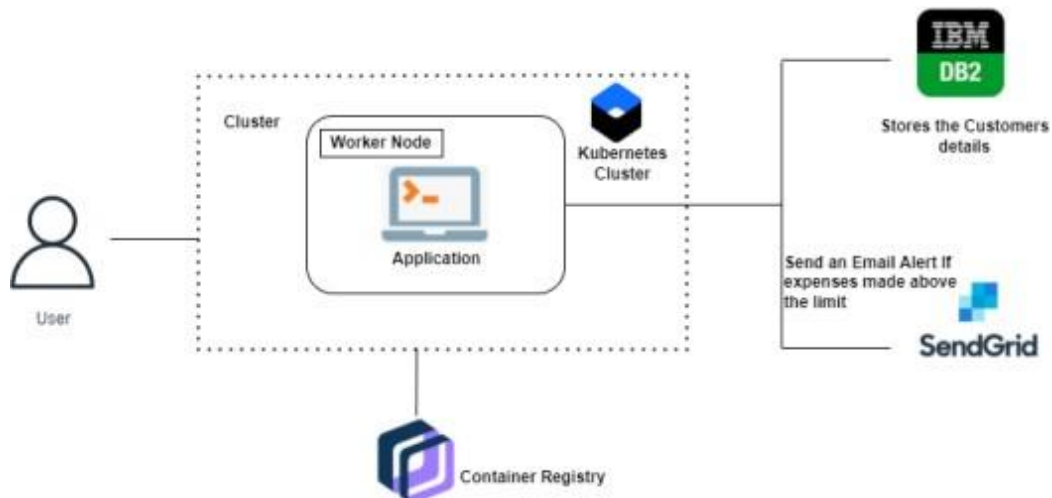 IBM
DB2
Stores the Customers
details
Cluster
Worker Node
Kubernetes
Cluster
Application
User
Send an Email Alert If
expenses made above
the limit
SendGrid
Container Registry